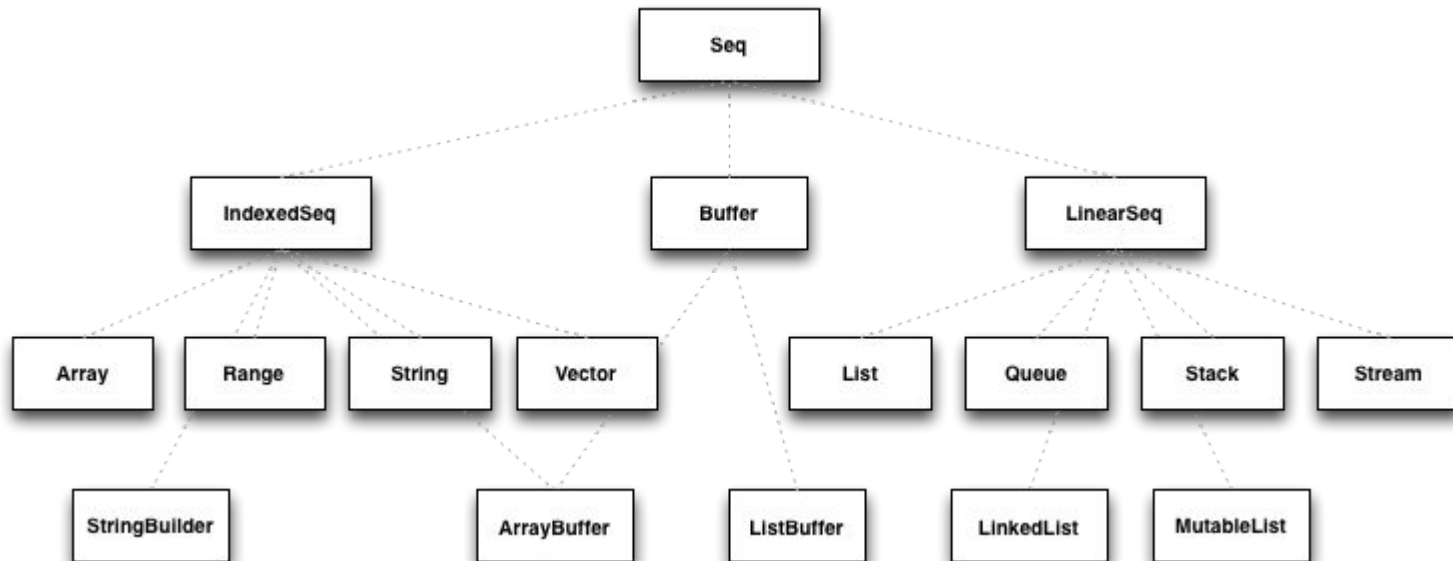 Seq
IndexedSeq
Buffer
LinearSeq
Array
Range
String
Vector
List
Queue
Stack
Stream
StringBuilder
ArrayBuffer
ListBuffer
LinkedList
MutableList